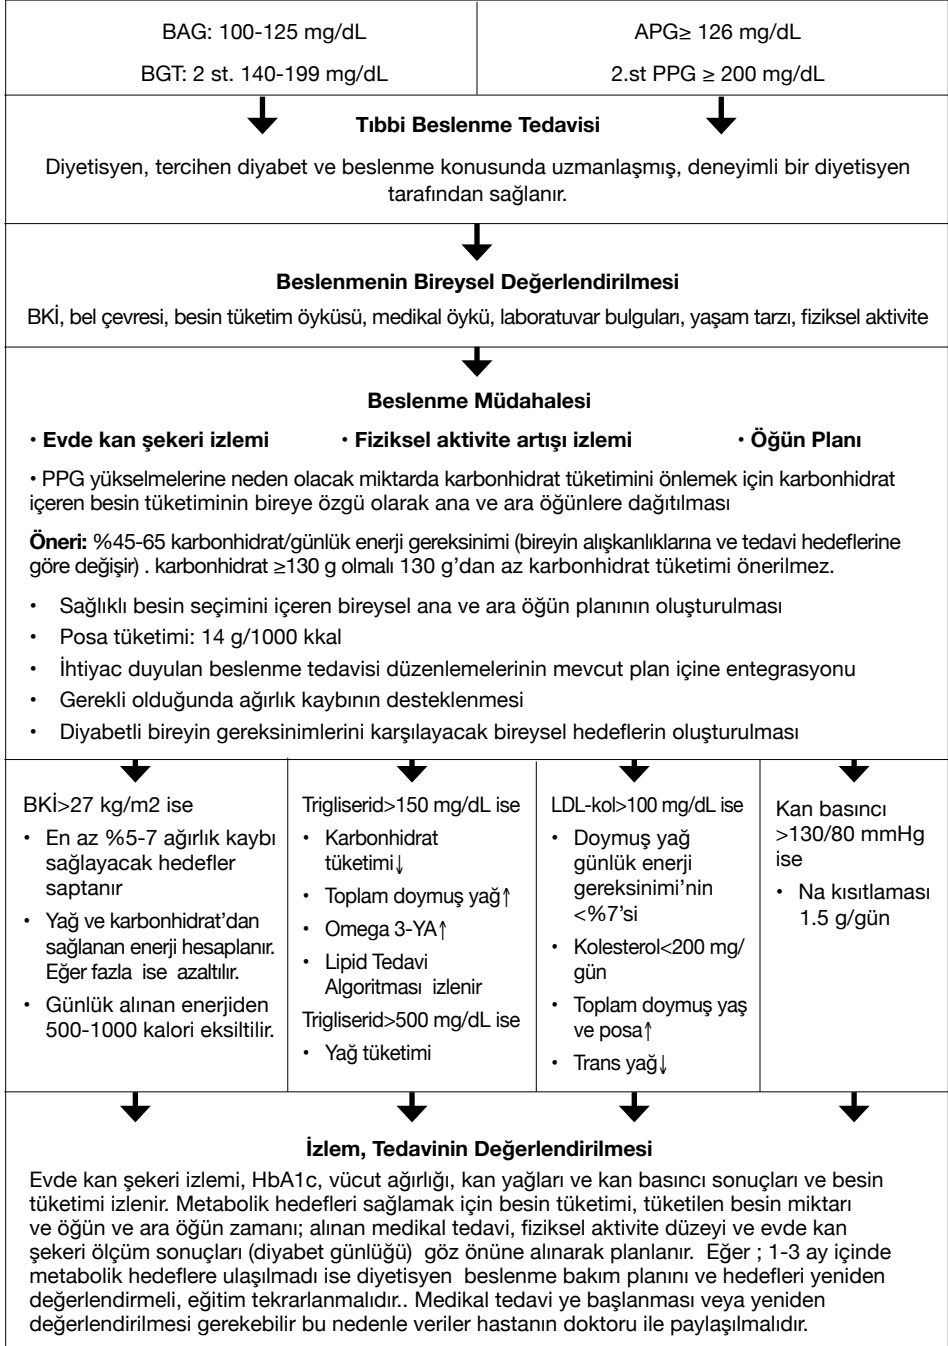 BAG: 100-125 mg/dL
BGT: 2 st. 140-199 mg/dL
APG≥ 126 mg/dL
2.st PPG ≥ 200 mg/dL
Tıbbi Beslenme Tedavisi
Diyetisyen, tercihen diyabet ve beslenme konusunda uzmanlaşmış, deneyimli bir diyetisyen
tarafından sağlanır.
Beslenmenin Bireysel Değerlendirilmesi
BKİ, bel çevresi, besin tüketim öyküsü, medikal öykü, laboratuvar bulguları, yaşam tarzı, fiziksel aktivite
Beslenme Müdahalesi
• Evde kan şekeri izlemi • Fiziksel aktivite artışı izlemi • Öğün Planı
• PPG yükselmelerine neden olacak miktarda karbonhidrat tüketimini önlemek için karbonhidrat
içeren besin tüketiminin bireye özgü olarak ana ve ara öğünlere dağıtılması
Öneri: %45-65 karbonhidrat/günlük enerji gereksinimi (bireyin alışkanlıklarına ve tedavi hedeflerine
göre değişir) . karbonhidrat ≥130 g olmalı 130 g'dan az karbonhidrat tüketimi önerilmez.
• Sağlıklı besin seçimini içeren bireysel ana ve ara öğün planının oluşturulması
• Posa tüketimi: 14 g/1000 kkal
• İhtiyac duyulan beslenme tedavisi düzenlemelerinin mevcut plan içine entegrasyonu
• Gerekli olduğunda ağırlık kaybının desteklenmesi
• Diyabetli bireyin gereksinimlerini karşılayacak bireysel hedeflerin oluşturulması
BKİ>27 kg/m2 ise
• En az %5-7 ağırlık kaybı
sağlayacak hedefler
saptanır
• Yağ ve karbonhidrat'dan
sağlanan enerji hesaplanır.
Eğer fazla ise azaltılır.
• Günlük alınan enerjiden
500-1000 kalori eksiltilir.
Trigliserid>150 mg/dL ise
• Karbonhidrat
tüketimi↓
• Toplam doymuş yağ↑
• Omega 3-YA↑
• Lipid Tedavi
Algoritması izlenir
Trigliserid>500 mg/dL ise
• Yağ tüketimi
LDL-kol>100 mg/dL ise
• Doymuş yağ
günlük enerji
gereksinimi'nin
<%7'si
• Kolesterol<200 mg/
gün
• Toplam doymuş yaş
ve posa↑
• Trans yağ↓
Kan basıncı
>130/80 mmHg
ise
• Na kısıtlaması
1.5 g/gün
İzlem, Tedavinin Değerlendirilmesi
Evde kan şekeri izlemi, HbA1c, vücut ağırlığı, kan yağları ve kan basıncı sonuçları ve besin
tüketimi izlenir. Metabolik hedefleri sağlamak için besin tüketimi, tüketilen besin miktarı
ve öğün ve ara öğün zamanı; alınan medikal tedavi, fiziksel aktivite düzeyi ve evde kan
şekeri ölçüm sonuçları (diyabet günlüğü) göz önüne alınarak planlanır. Eğer ; 1-3 ay içinde
metabolik hedeflere ulaşılmadı ise diyetisyen beslenme bakım planını ve hedefleri yeniden
değerlendirmeli, eğitim tekrarlanmalıdır.. Medikal tedavi ye başlanması veya yeniden
değerlendirilmesi gerekebilir bu nedenle veriler hastanın doktoru ile paylaşılmalıdır.